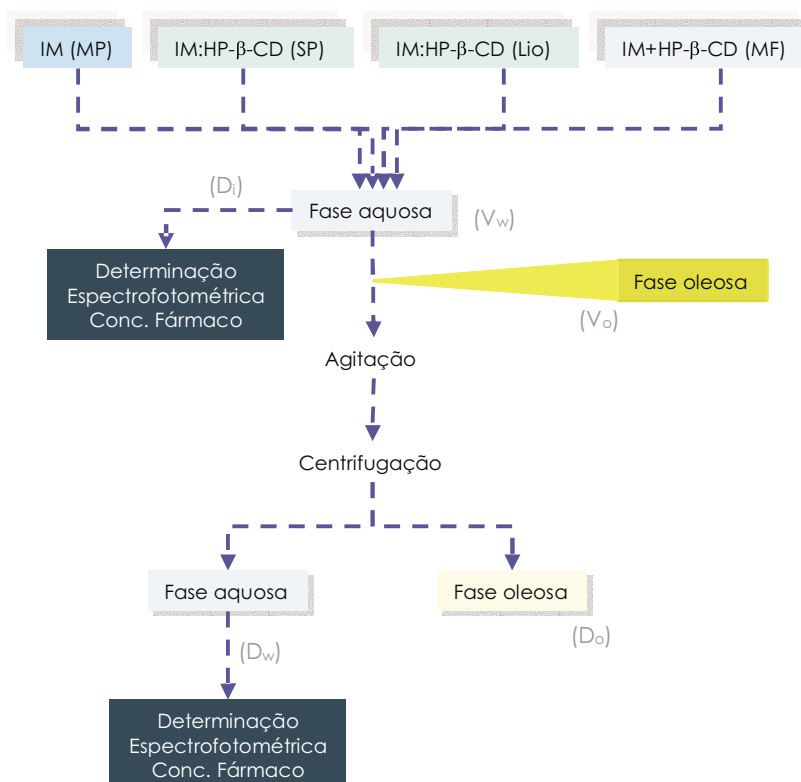 IM (MP)
IM:HP-β-CD (SP)
IM:HP-β-CD (Lio)
IM+HP-β-CD (MF)
(Di)
Fase aquosa
(Vw)
Determinação
Espectrofotométrica
Conc. Fármaco
Fase oleosa
(Vo)
Agitação
Centrifugação
Fase aquosa
Fase oleosa
(Dw)
(Do)
Determinação
Espectrofotométrica
Conc. Fármaco